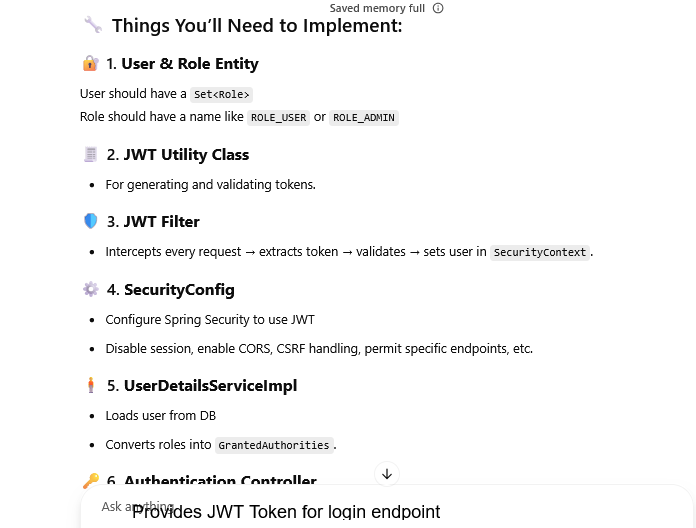 Saved memory full
Things You'll Need to Implement:
1. User & Role Entity
User should have a Set<Role>
Role should have a name like ROLE_USER or ROLE_ADMIN
2. JWT Utility Class
For generating and validating tokens.
3. JWT Filter
Intercepts every request → extracts token → validates → sets user in SecurityContext.
4. SecurityConfig
Configure Spring Security to use JWT
Disable session, enable CORS, CSRF handling, permit specific endpoints, etc.
5. UserDetailsServiceImpl
Loads user from DB
Converts roles into GrantedAuthorities.
6. Authentication Controller
Ask anything
Provides JWT Token for login endpoint